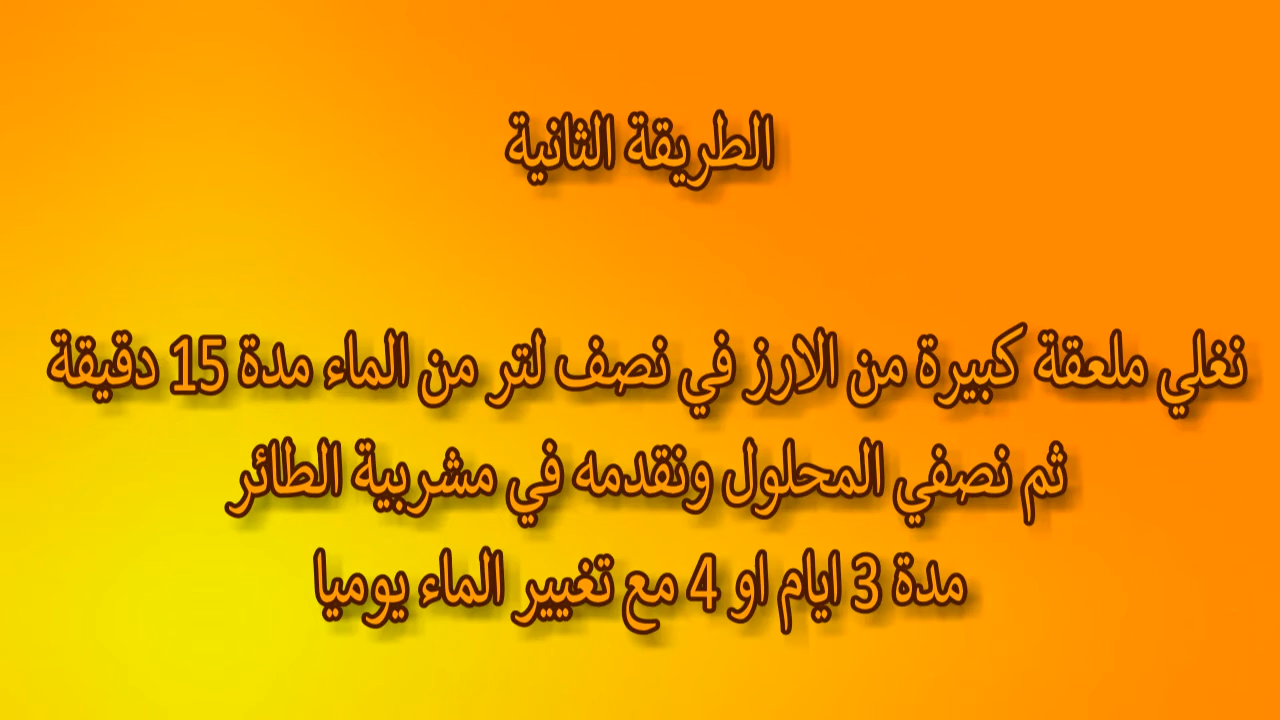 الطريقة الثانية
نغلي ملعقة كبيرة من الارز في نصف لتر من الماء مدة 15 دقيقة
ثم نصفي المحلول ونقدمه في مشربية الطائر
مدة 3 ايام او 4 مع تغيير الماء يوميا